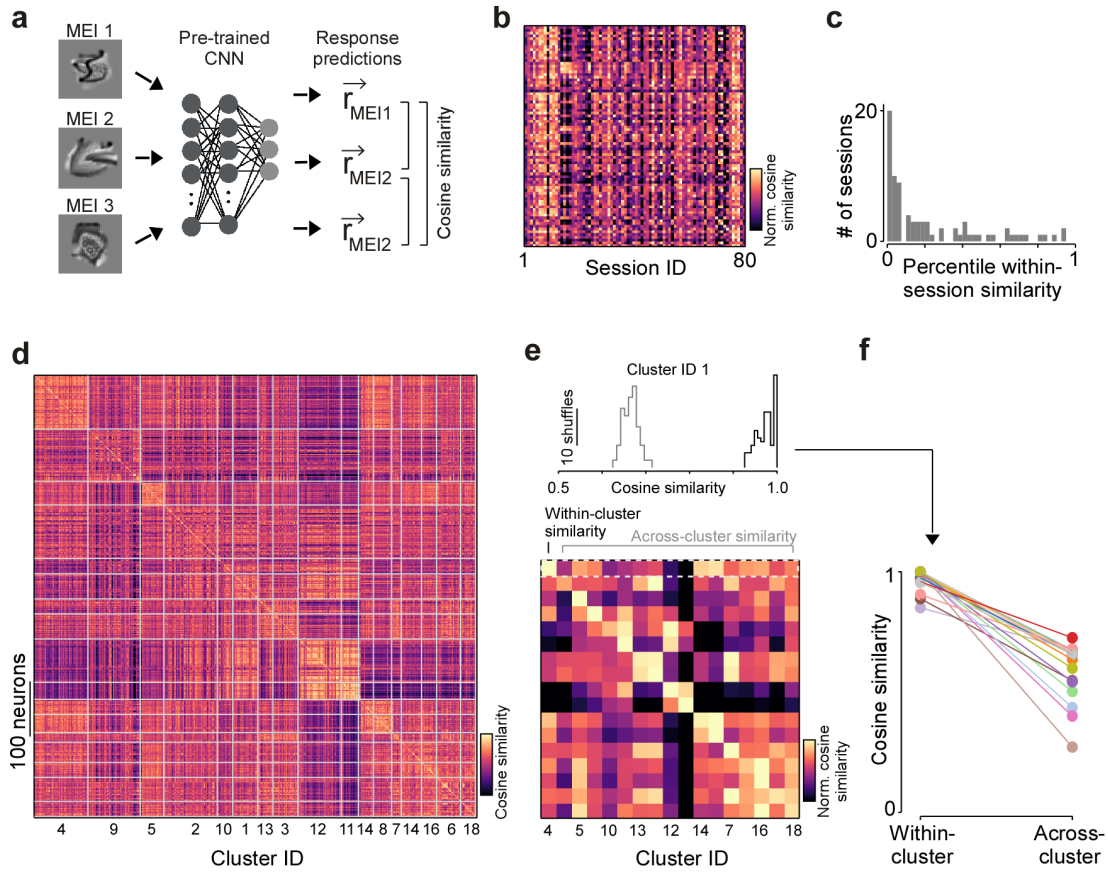 a
MEI 1
MEI 2
MEI 3
Pre-trained
CNN
Response
predictions
r MEI1
r MEI2
r MEI2
Cosine similarity
b
1
Session ID
80
Norm. cosine
similarity
c
# of sessions
20
0
0
1
Percentile within-
session similarity
d
100 neurons
Cosine similarity
4 9 5 2 10 1 13 3 12 11 14 8 7 14 16 6 18
Cluster ID
e
Cluster ID 1
10 shuffles
0.5
Cosine similarity
1.0
Within-cluster
similarity
Across-cluster similarity
Norm. cosine
similarity
4 5 10 13 12 14 7 16 18
Cluster ID
f
Cosine similarity
1
0
Within-
cluster
Across-
cluster